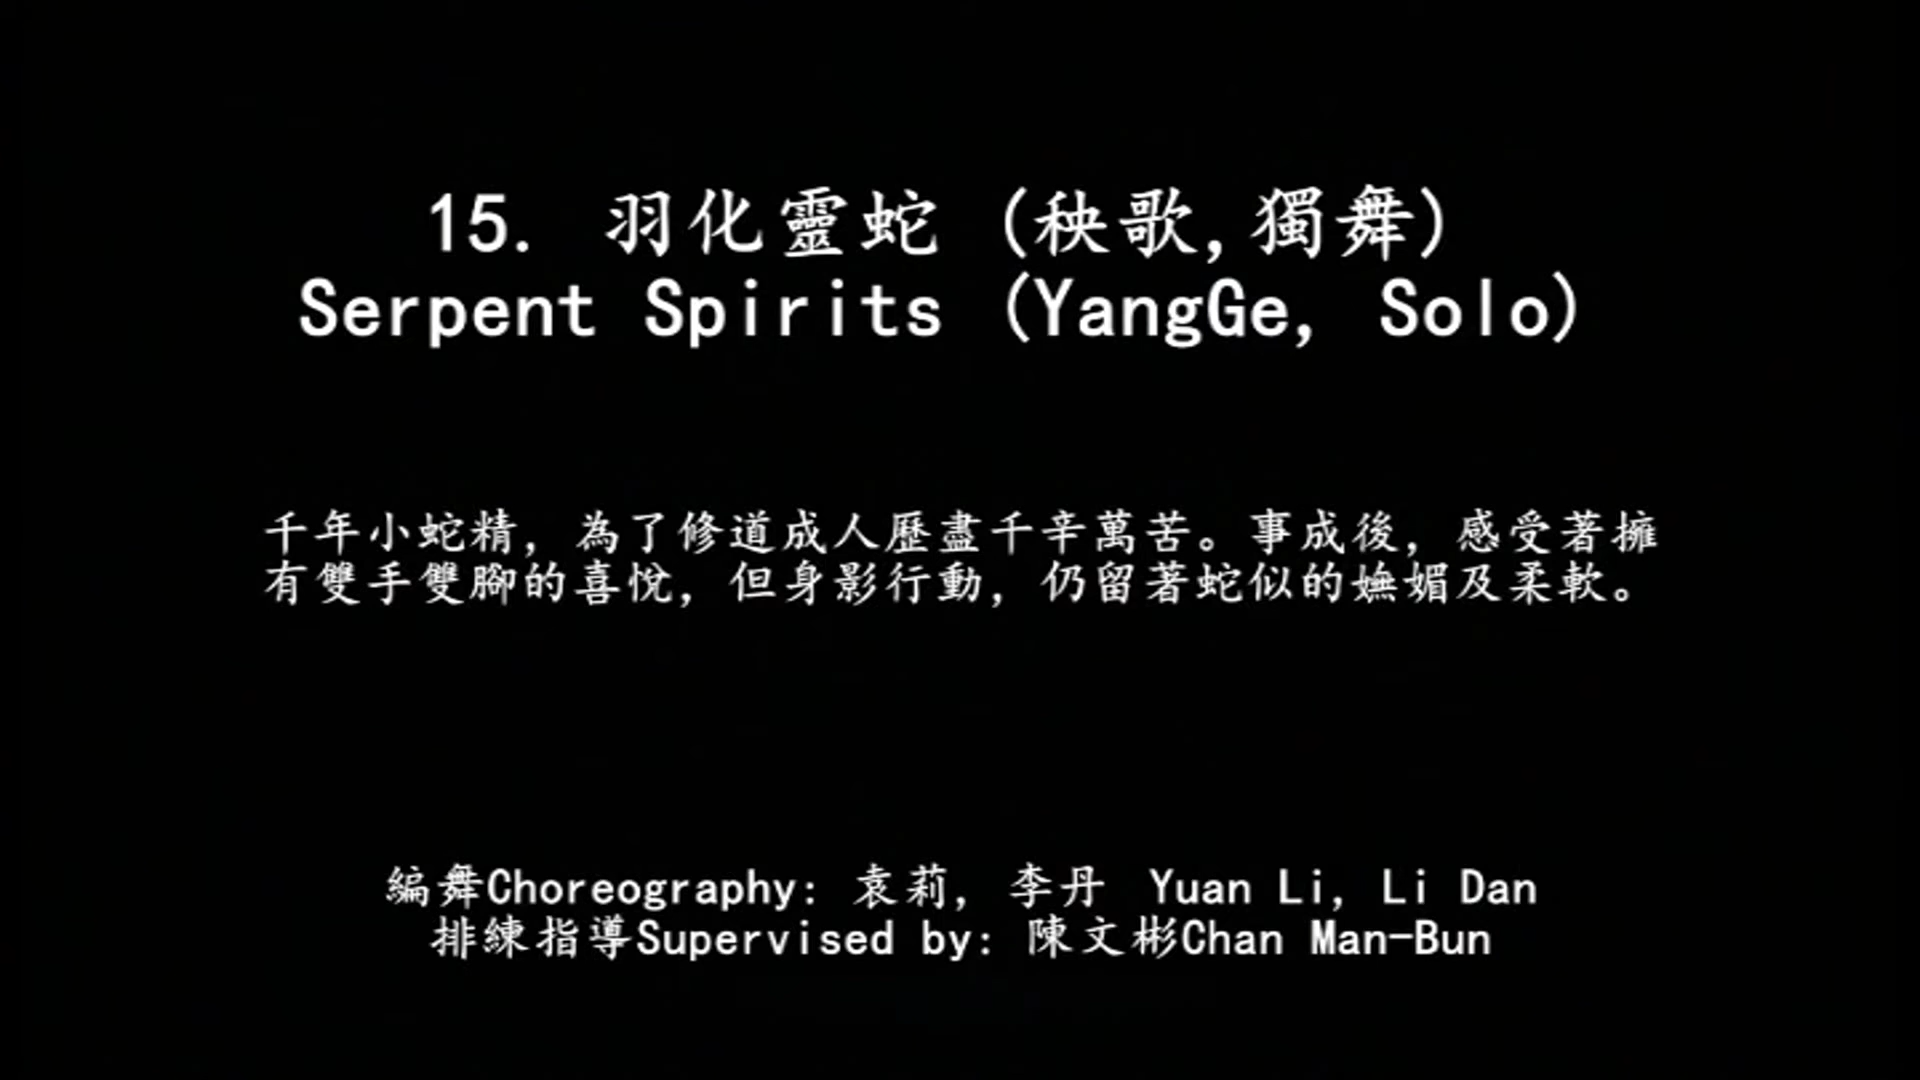 15. 羽化靈蛇 (秧歌,獨舞)
Serpent Spirits (YangGe, Solo)
千年小蛇精, 為了修道成人歷盡千辛萬苦。事成後, 感受著擁
有雙手雙腳的喜悅, 但身影行動, 仍留著蛇似的嫵媚及柔軟。
編舞Choreography: 袁莉, 李丹 Yuan Li, Li Dan
排練指導Supervised by: 陳文彬Chan Man-Bun